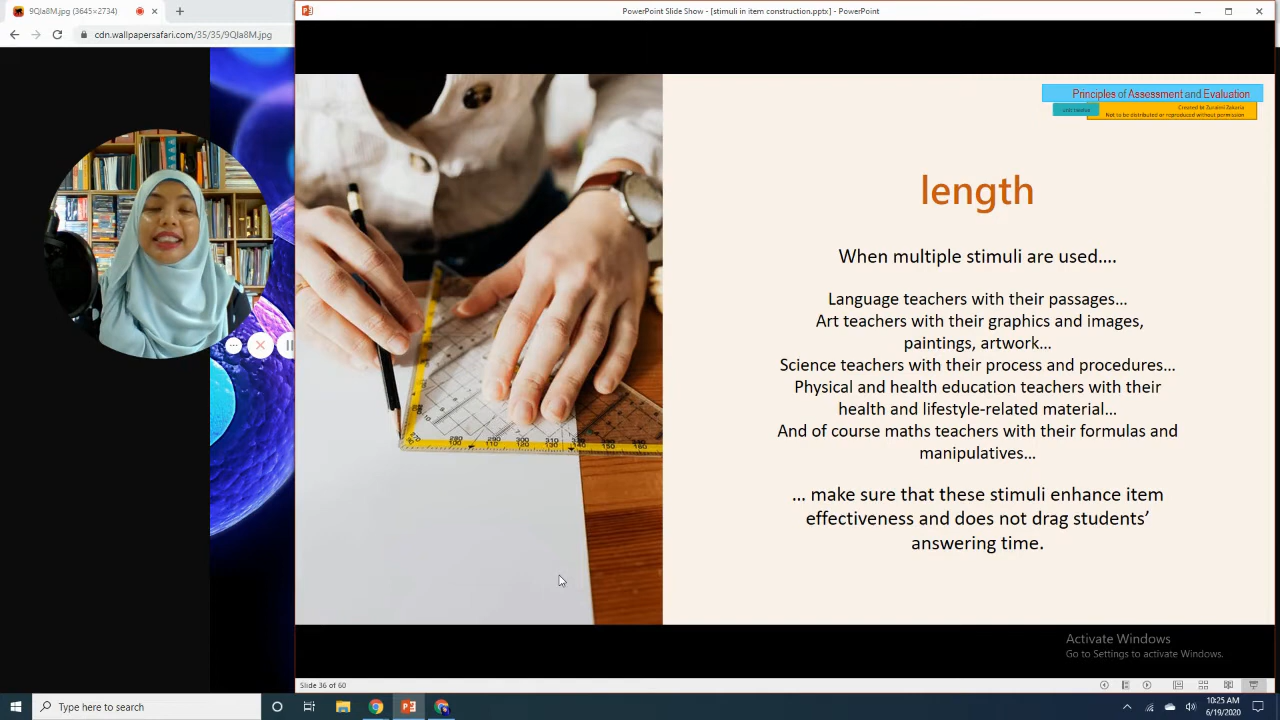 9QIa8M.jpg (3645×2734)
PowerPoint Slide Show - [stimuli in item construction.pptx] - PowerPoint
cdn.wallpapersafari.com/35/35/9QIa8M.jpg
Principles of Assessment and Evaluation
Not to be distributed or reproduced without permission
length
When multiple stimuli are used....
Language teachers with their passages...
Art teachers with their graphics and images,
paintings, artwork...
Science teachers with their process and procedures...
Physical and health education teachers with their
health and lifestyle-related material...
And of course maths teachers with their formulas and
manipulatives...
... make sure that these stimuli enhance item
effectiveness and does not drag students'
answering time.
Activate Windows
Go to Settings to activate Windows.
Slide 36 of 60
Type here to search
10:25 AM
6/19/2020